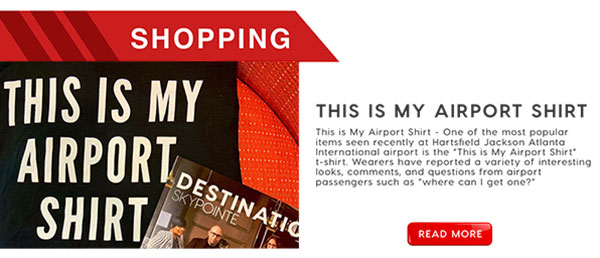 SHOPPING
THIS IS MY
AIRPORT
SHIRT
DESTINATIO
SKYPOINTE
THIS IS MY AIRPORT SHIRT
This is My Airport Shirt - One of the most popular
items seen recently at Hartsfield Jackson Atlanta
International airport is the "This is My Airport Shirt"
t-shirt. Wearers have reported a variety of interesting
looks, comments, and questions from airport
passengers such as "where can I get one?"
READ MORE